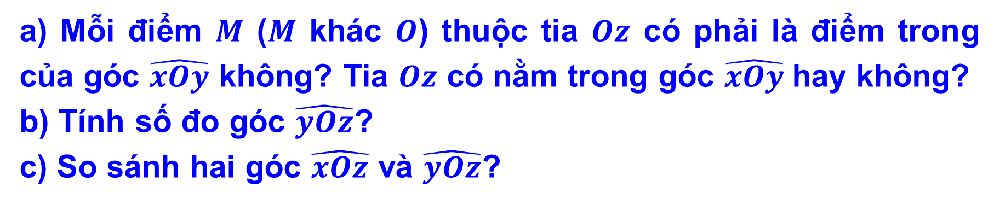 a) Mỗi điểm M (M khác O) thuộc tia Oz có phải là điểm trong
của góc \widehat{xOy} không? Tia Oz có nằm trong góc \widehat{xOy} hay không?
b) Tính số đo góc \widehat{yOz}?
c) So sánh hai góc \widehat{xOz} và \widehat{yOz}?